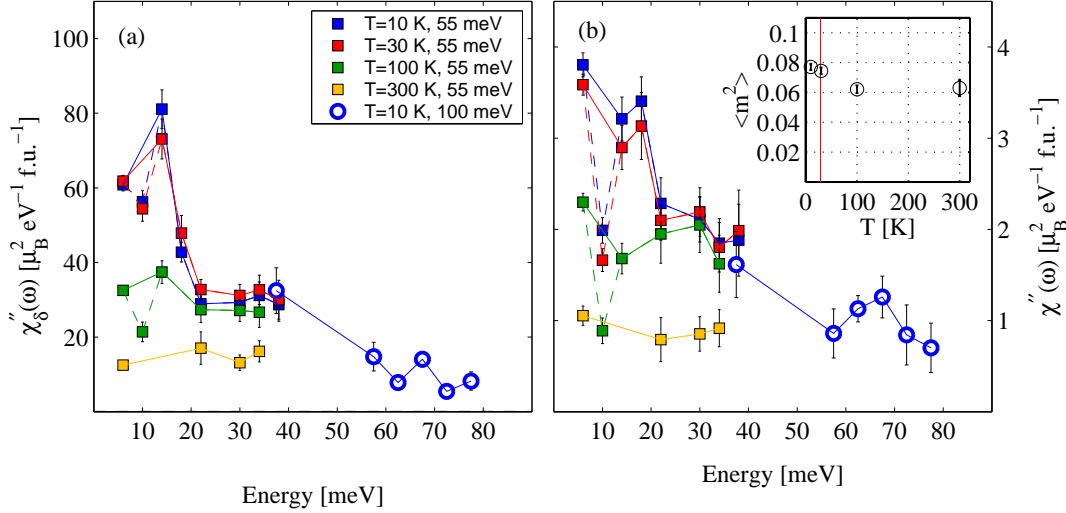 (a)
T=10 K, 55 meV
T=30 K, 55 meV
T=100 K, 55 meV
T=300 K, 55 meV
T=10 K, 100 meV
100
80
60
40
20
10 20 30 40 50 60 70 80
Energy [meV]
χ″δ(ω) [μ²B eV⁻¹ f.u.⁻¹]
(b)
4
3
2
1
10 20 30 40 50 60 70 80
Energy [meV]
χ″(ω) [μ²B eV⁻¹ f.u.⁻¹]
0.1
0.08
0.06
0.04
0.02
0 100 200 300
T [K]
<m²>